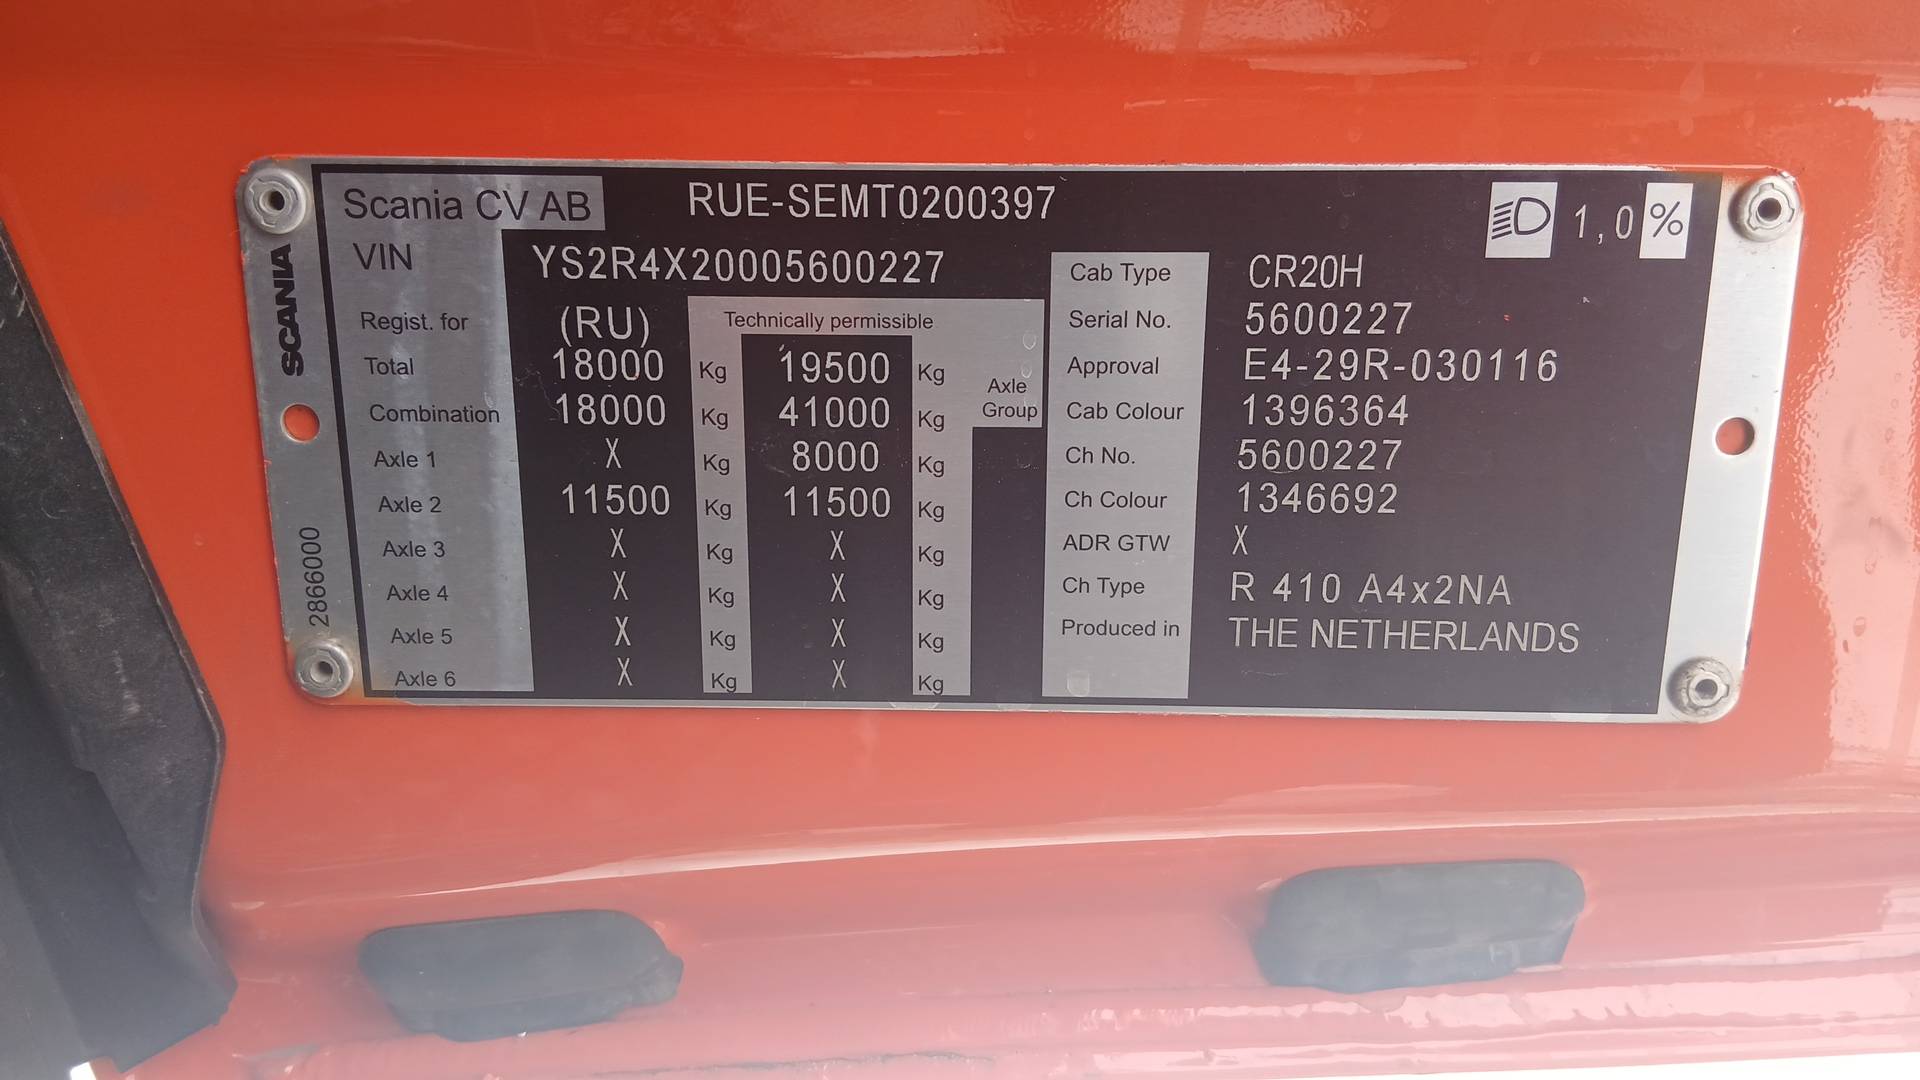 Scania CV AB RUE-SEMT0200397 1,0 %
VIN YS2R4X20005600227
SCANIA
2866000
Regist. for (RU) Technically permissible
Total 18000 Kg 19500 Kg Axle Group
Combination 18000 Kg 41000 Kg
Axle 1 X Kg 8000 Kg
Axle 2 11500 Kg 11500 Kg
Axle 3 X Kg X Kg
Axle 4 X Kg X Kg
Axle 5 X Kg X Kg
Axle 6 X Kg X Kg
Cab Type CR20H
Serial No. 5600227
Approval E4-29R-030116
Cab Colour 1396364
Ch No. 5600227
Ch Colour 1346692
ADR GTW X
Ch Type R 410 A4x2NA
Produced in THE NETHERLANDS